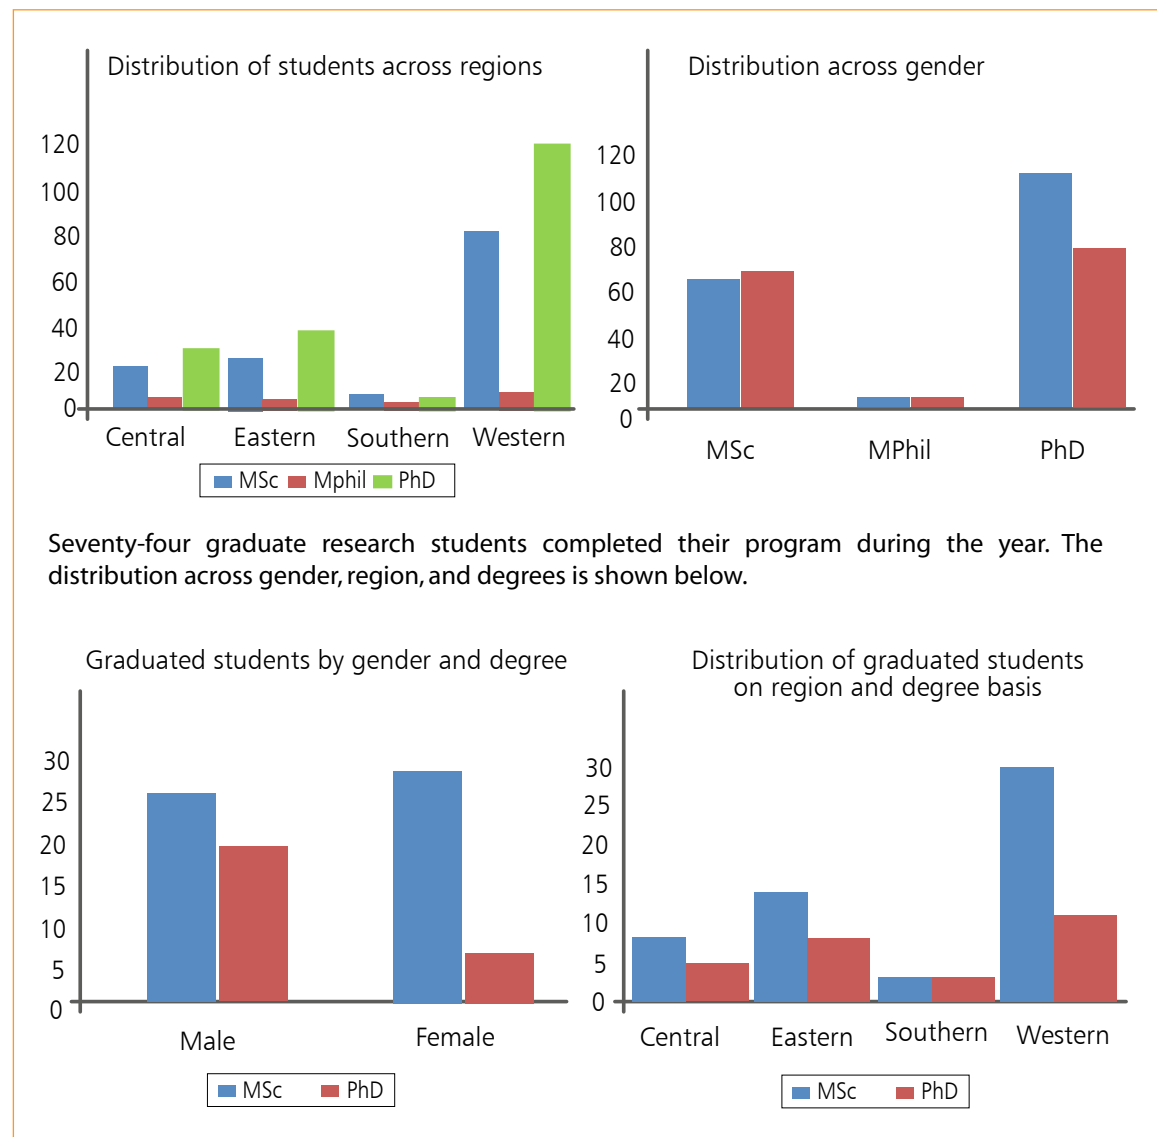 Distribution of students across regions
120
100
80
60
40
20
0
Central Eastern Southern Western
MSc Mphil PhD
Distribution across gender
120
100
80
60
40
20
0
MSc MPhil PhD
Seventy-four graduate research students completed their program during the year. The
distribution across gender, region, and degrees is shown below.
Graduated students by gender and degree
30
25
20
15
10
5
0
Male Female
MSc PhD
Distribution of graduated students
on region and degree basis
30
25
20
15
10
5
0
Central Eastern Southern Western
MSc PhD